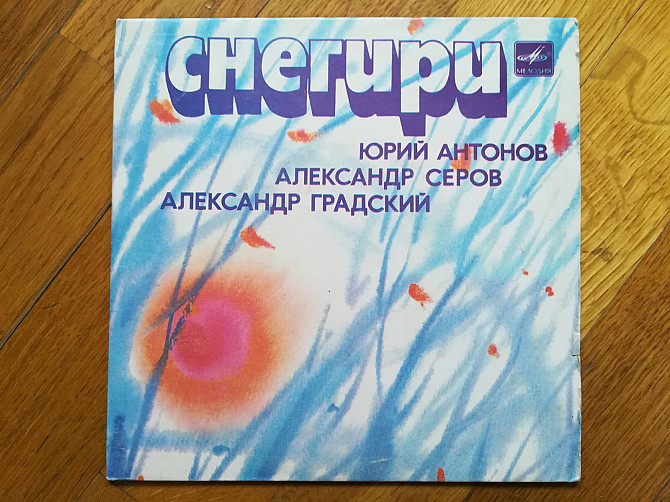 снегири
МЕЛОДИЯ
ЮРИЙ АНТОНОВ
АЛЕКСАНДР СЕРОВ
АЛЕКСАНДР ГРАДСКИЙ